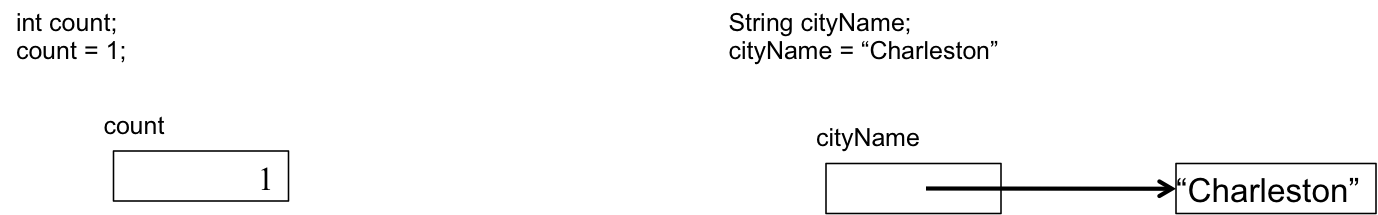 int count;
count = 1;
count
1
String cityName;
cityName = “Charleston”
cityName
“Charleston”